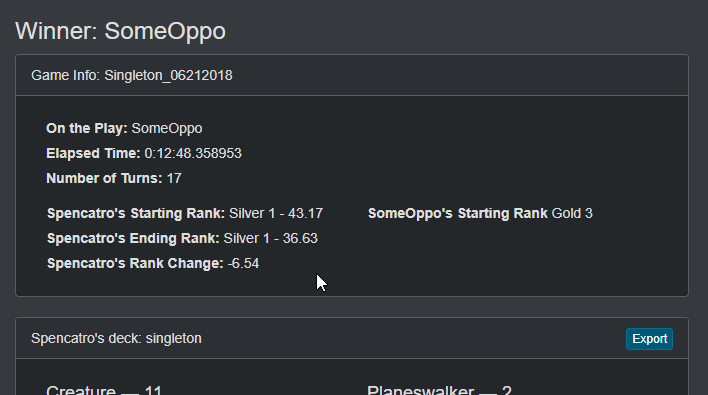 Winner: SomeOppo
Game Info: Singleton_06212018
On the Play: SomeOppo
Elapsed Time: 0:12:48.358953
Number of Turns: 17
Spencatro's Starting Rank: Silver 1 - 43.17 SomeOppo's Starting Rank Gold 3
Spencatro's Ending Rank: Silver 1 - 36.63
Spencatro's Rank Change: -6.54
Spencatro's deck: singleton Export
Creature — 11 Planeswalker — 2